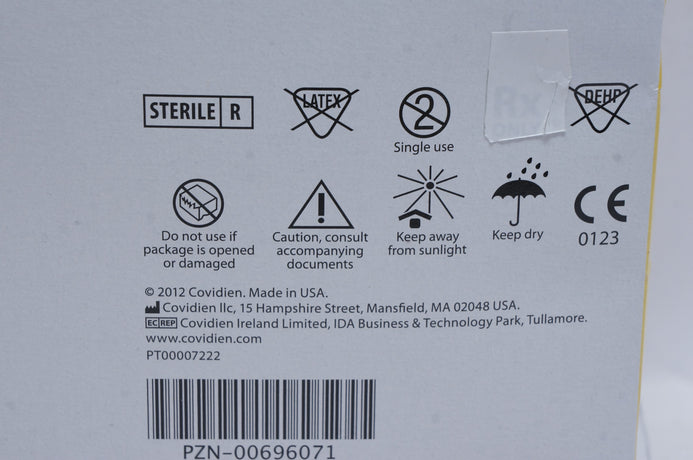 STERILE R
LATEX
2
Rx
DEHP
Single use
Do not use if
package is opened
or damaged
Caution, consult
accompanying
documents
Keep away
from sunlight
Keep dry
CE
0123
© 2012 Covidien. Made in USA.
Covidien llc, 15 Hampshire Street, Mansfield, MA 02048 USA.
EC REP Covidien Ireland Limited, IDA Business & Technology Park, Tullamore.
www.covidien.com
PT00007222
PZN-00696071